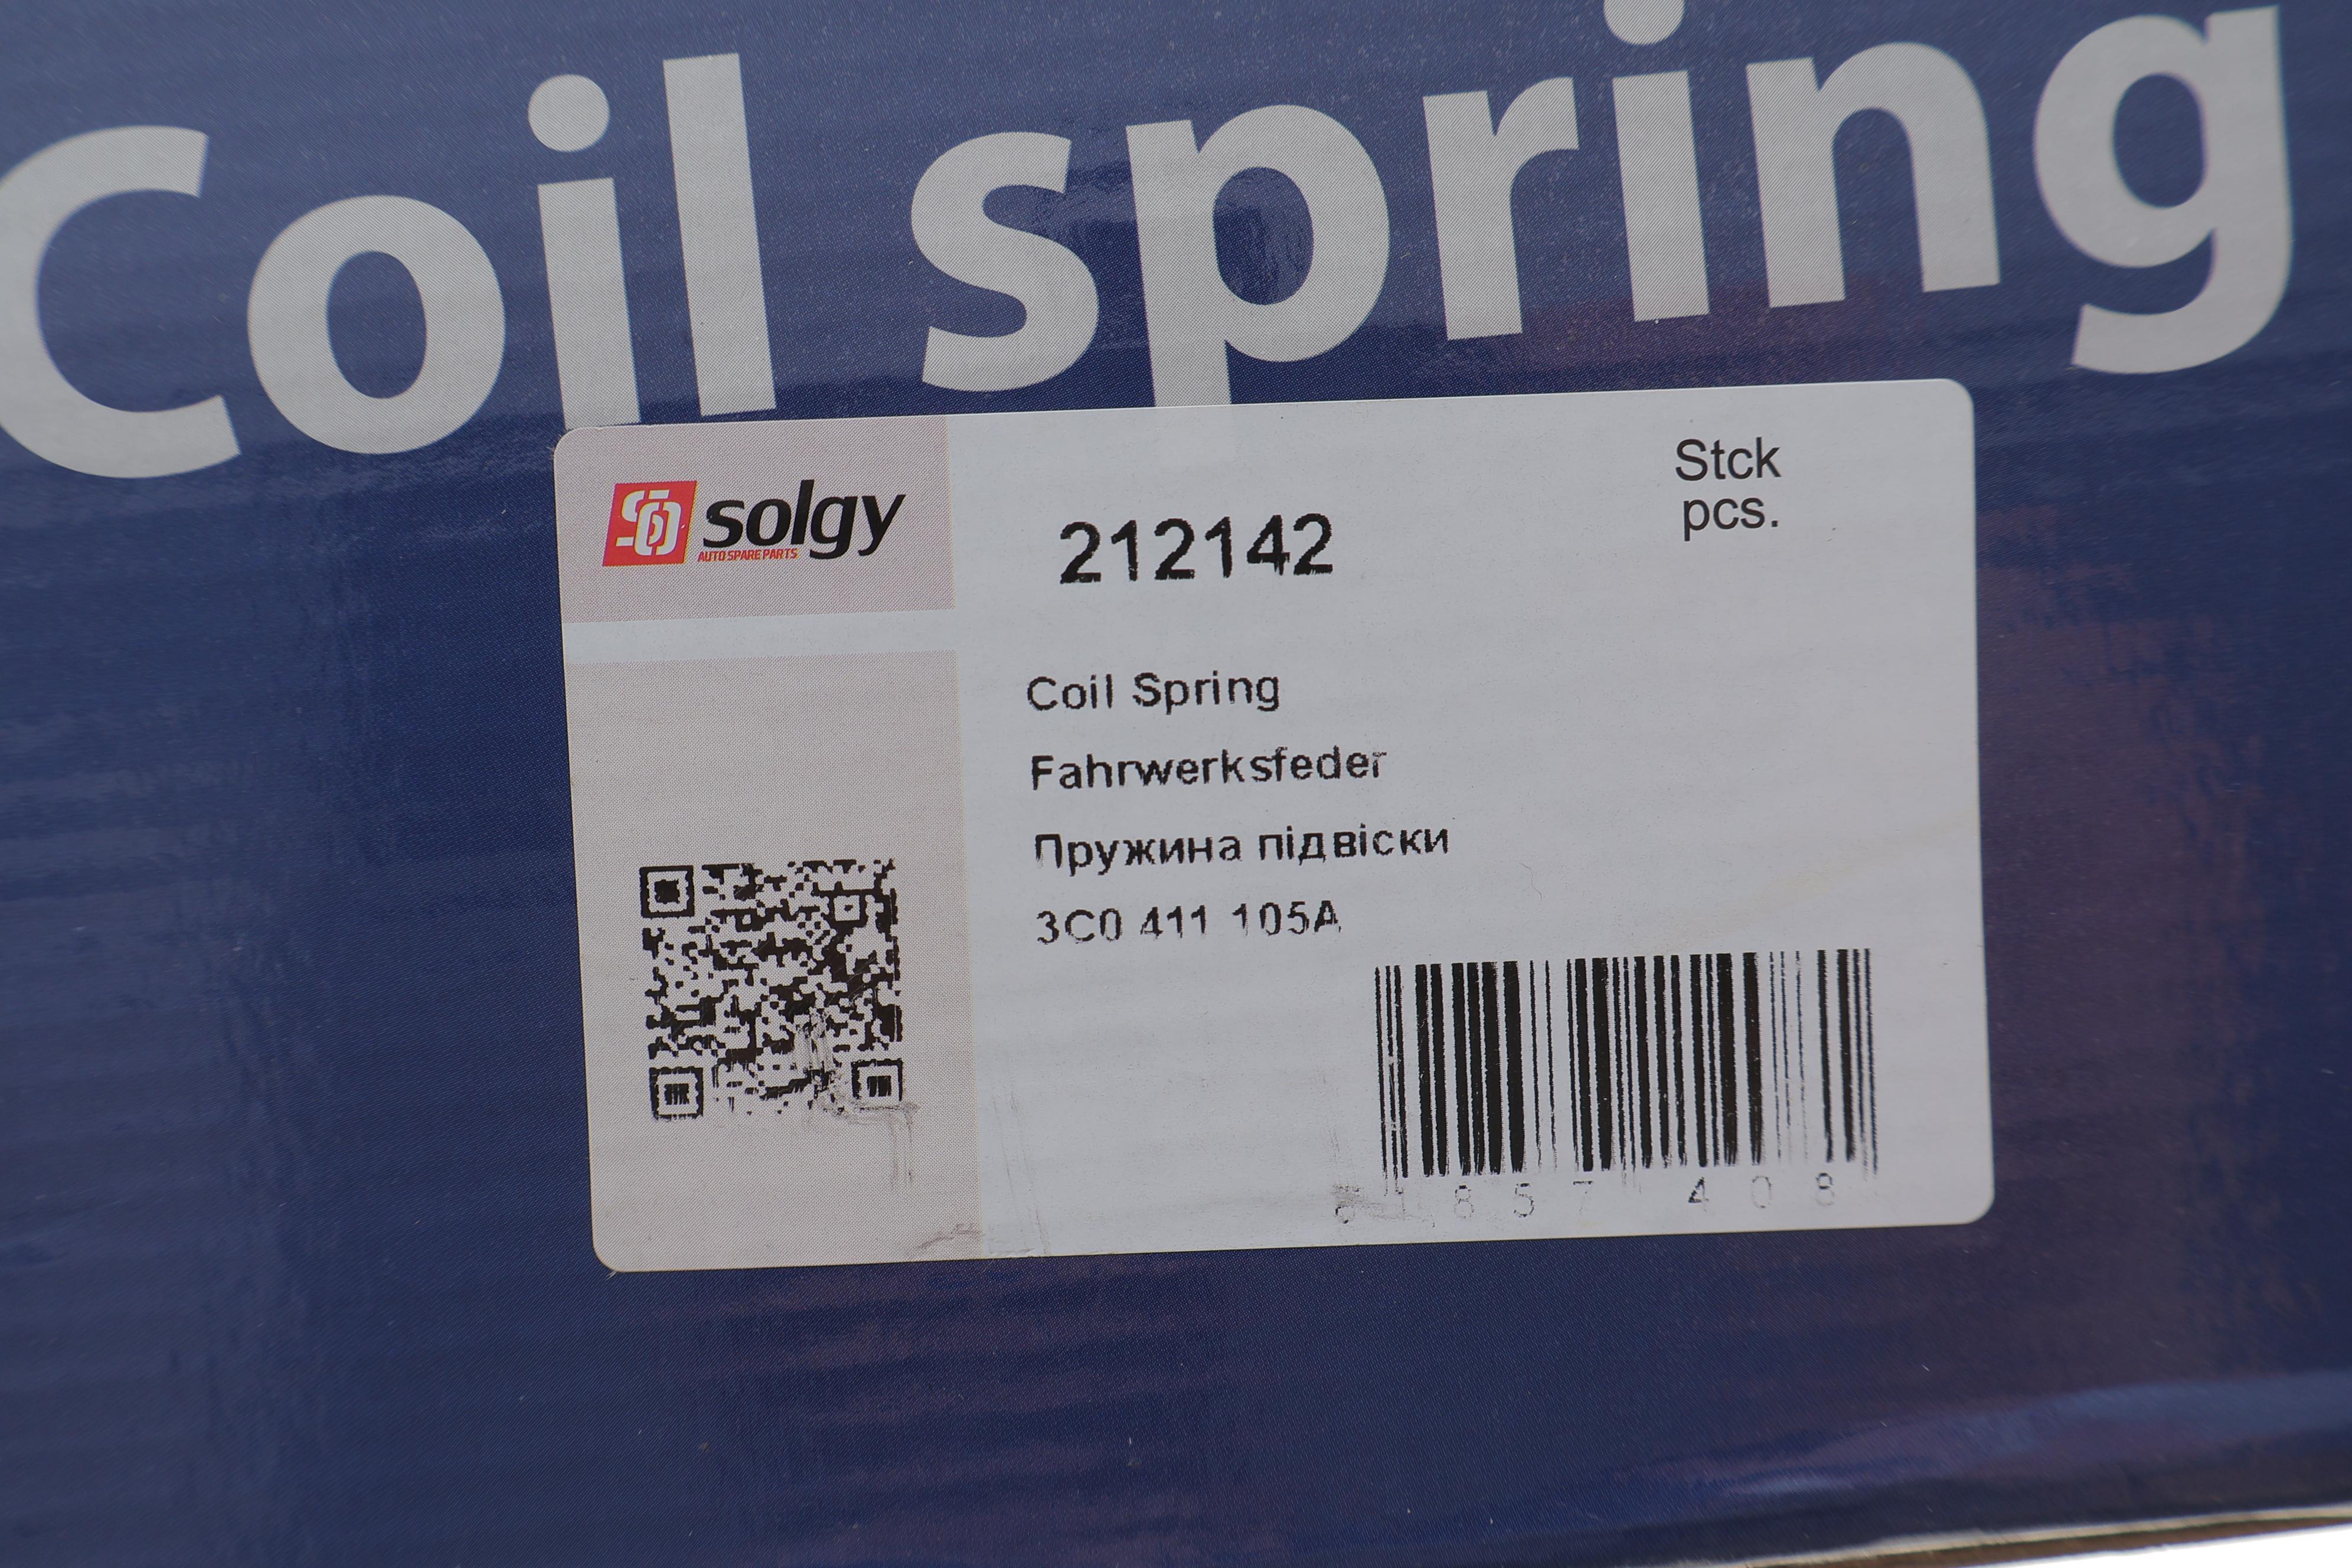 Coil spring
solgy
AUTO SPARE PARTS
212142
Stck
pcs.
Coil Spring
Fahrwerksfeder
Пружина підвіски
3C0 411 105A